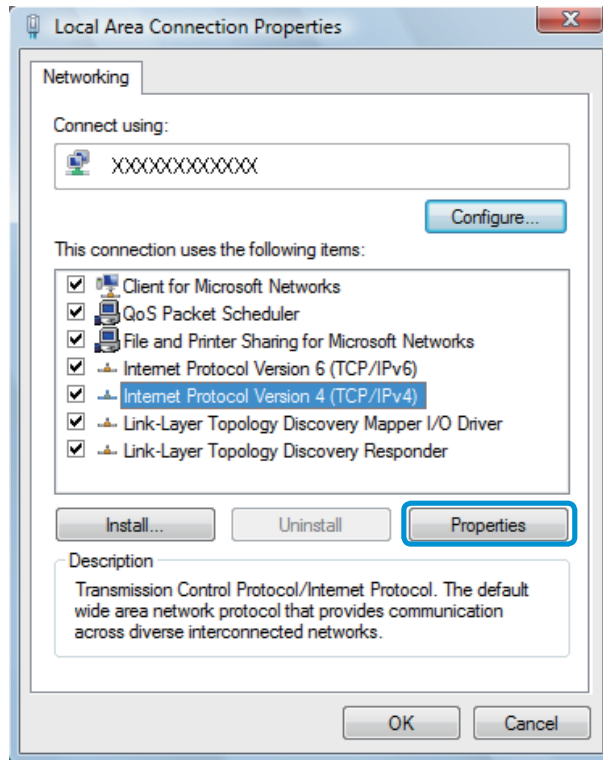 Local Area Connection Properties
Networking
Connect using:
XXXXXXXXXXXX
Configure...
This connection uses the following items:
Client for Microsoft Networks
QoS Packet Scheduler
File and Printer Sharing for Microsoft Networks
Internet Protocol Version 6 (TCP/IPv6)
Internet Protocol Version 4 (TCP/IPv4)
Link-Layer Topology Discovery Mapper I/O Driver
Link-Layer Topology Discovery Responder
Install... Uninstall Properties
Description
Transmission Control Protocol/Internet Protocol. The default
wide area network protocol that provides communication
across diverse interconnected networks.
OK Cancel